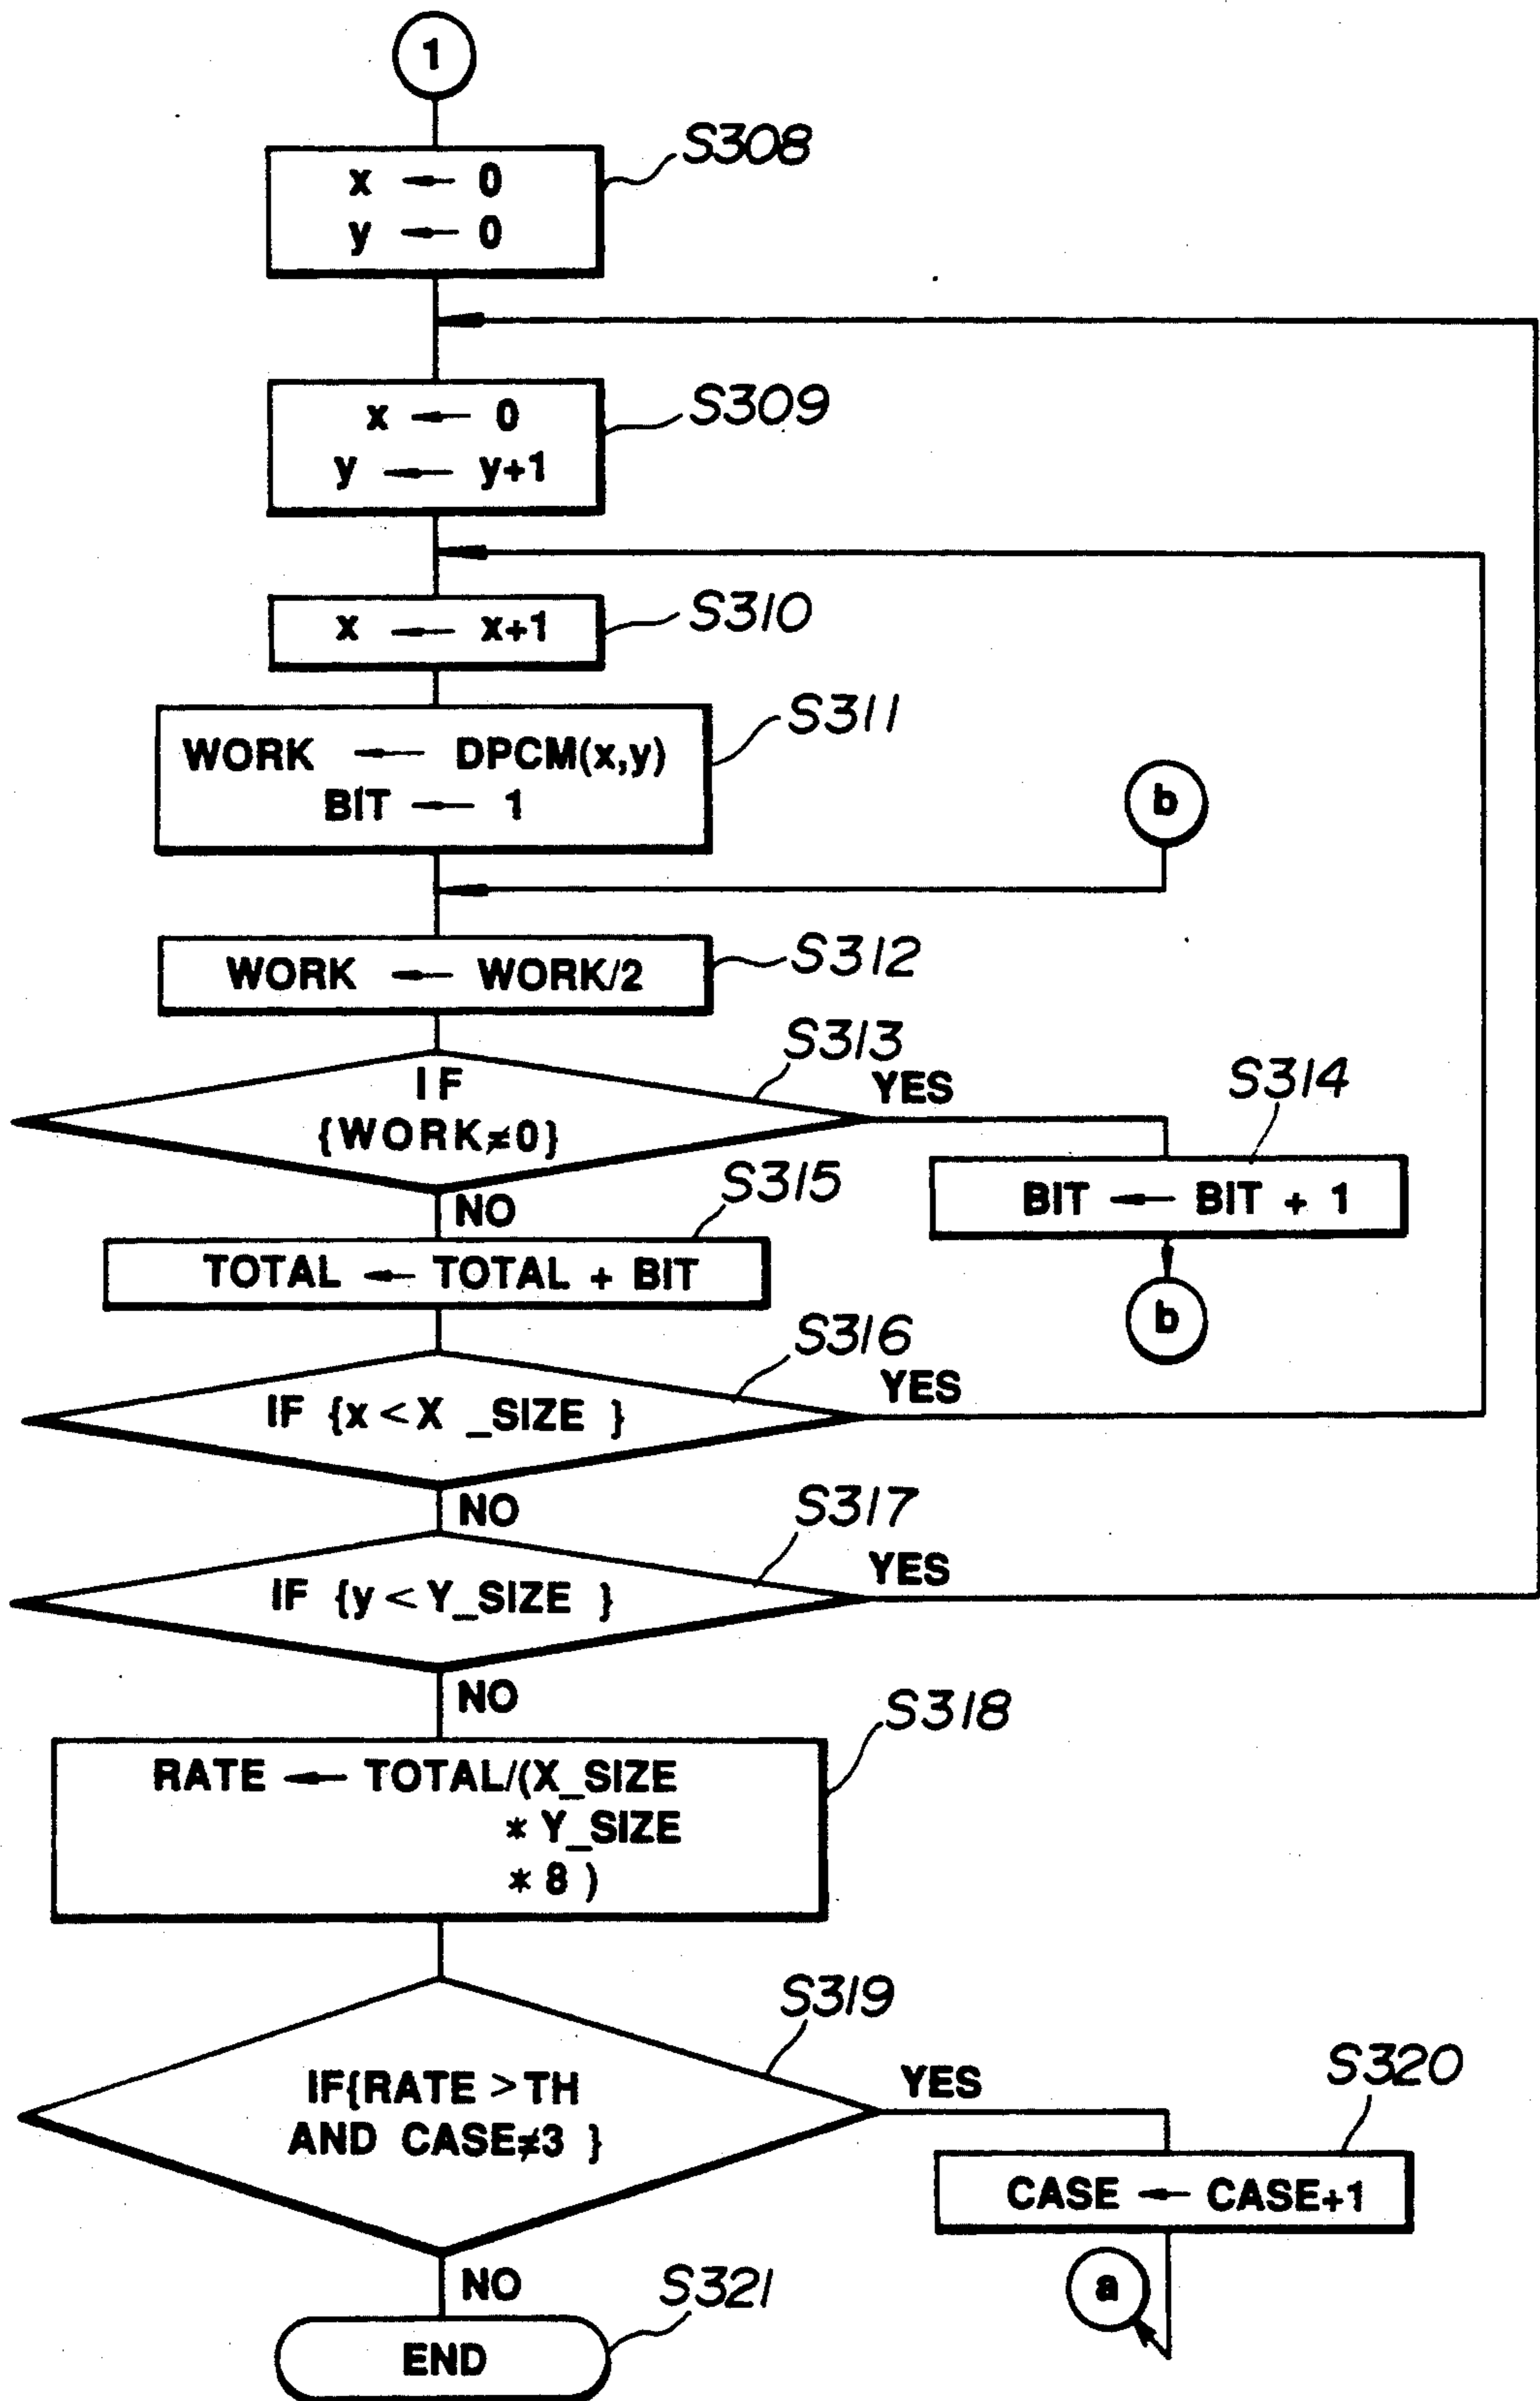 1
S308
x ← 0
y ← 0
S309
x ← 0
y ← y+1
S310
x ← x+1
S311
WORK ← DPCM(x,y)
BIT ← 1
b
S312
WORK ← WORK/2
S313
IF
{WORK≠0}
YES
S314
BIT ← BIT + 1
b
NO
S315
TOTAL ← TOTAL + BIT
S316
IF {x < X _SIZE }
YES
NO
S317
IF {y < Y_SIZE }
YES
NO
S318
RATE ← TOTAL/(X_SIZE
* Y_SIZE
* 8 )
S319
IF{RATE > TH
AND CASE≠3 }
YES
S320
CASE ← CASE+1
a
NO
S321
END